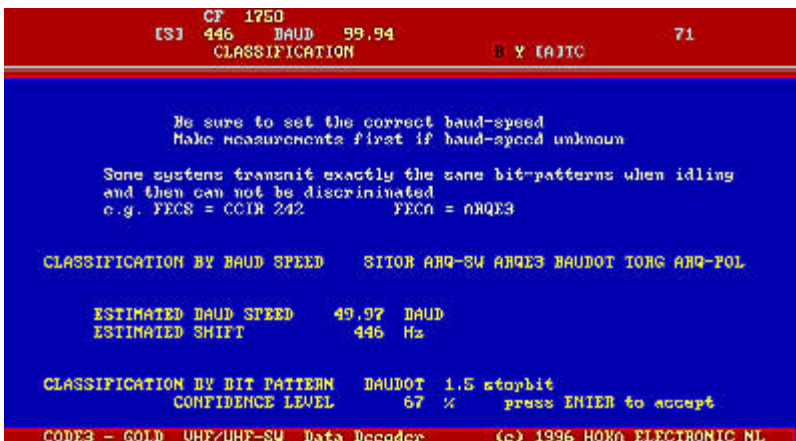 CF 1750
[S] 446 BAUD 99.94 71
CLASSIFICATION B Y [A]TC
Be sure to set the correct baud-speed
Make measurements first if baud-speed unknown
Some systems transmit exactly the same bit-patterns when idling
and then can not be discriminated
e.g. FECS = CCIR 242 FECA = ARQE3
CLASSIFICATION BY BAUD SPEED SITOR ARQ-SW ARQE3 BAUDOT TORG ARQ-POL
ESTIMATED BAUD SPEED 49.97 BAUD
ESTIMATED SHIFT 446 Hz
CLASSIFICATION BY BIT PATTERN BAUDOT 1.5 stopbit
CONFIDENCE LEVEL 67 % press ENTER to accept
CODE3 - GOLD VHF/UHF-SW Data Decoder (c) 1996 HOKA ELECTRONIC NL